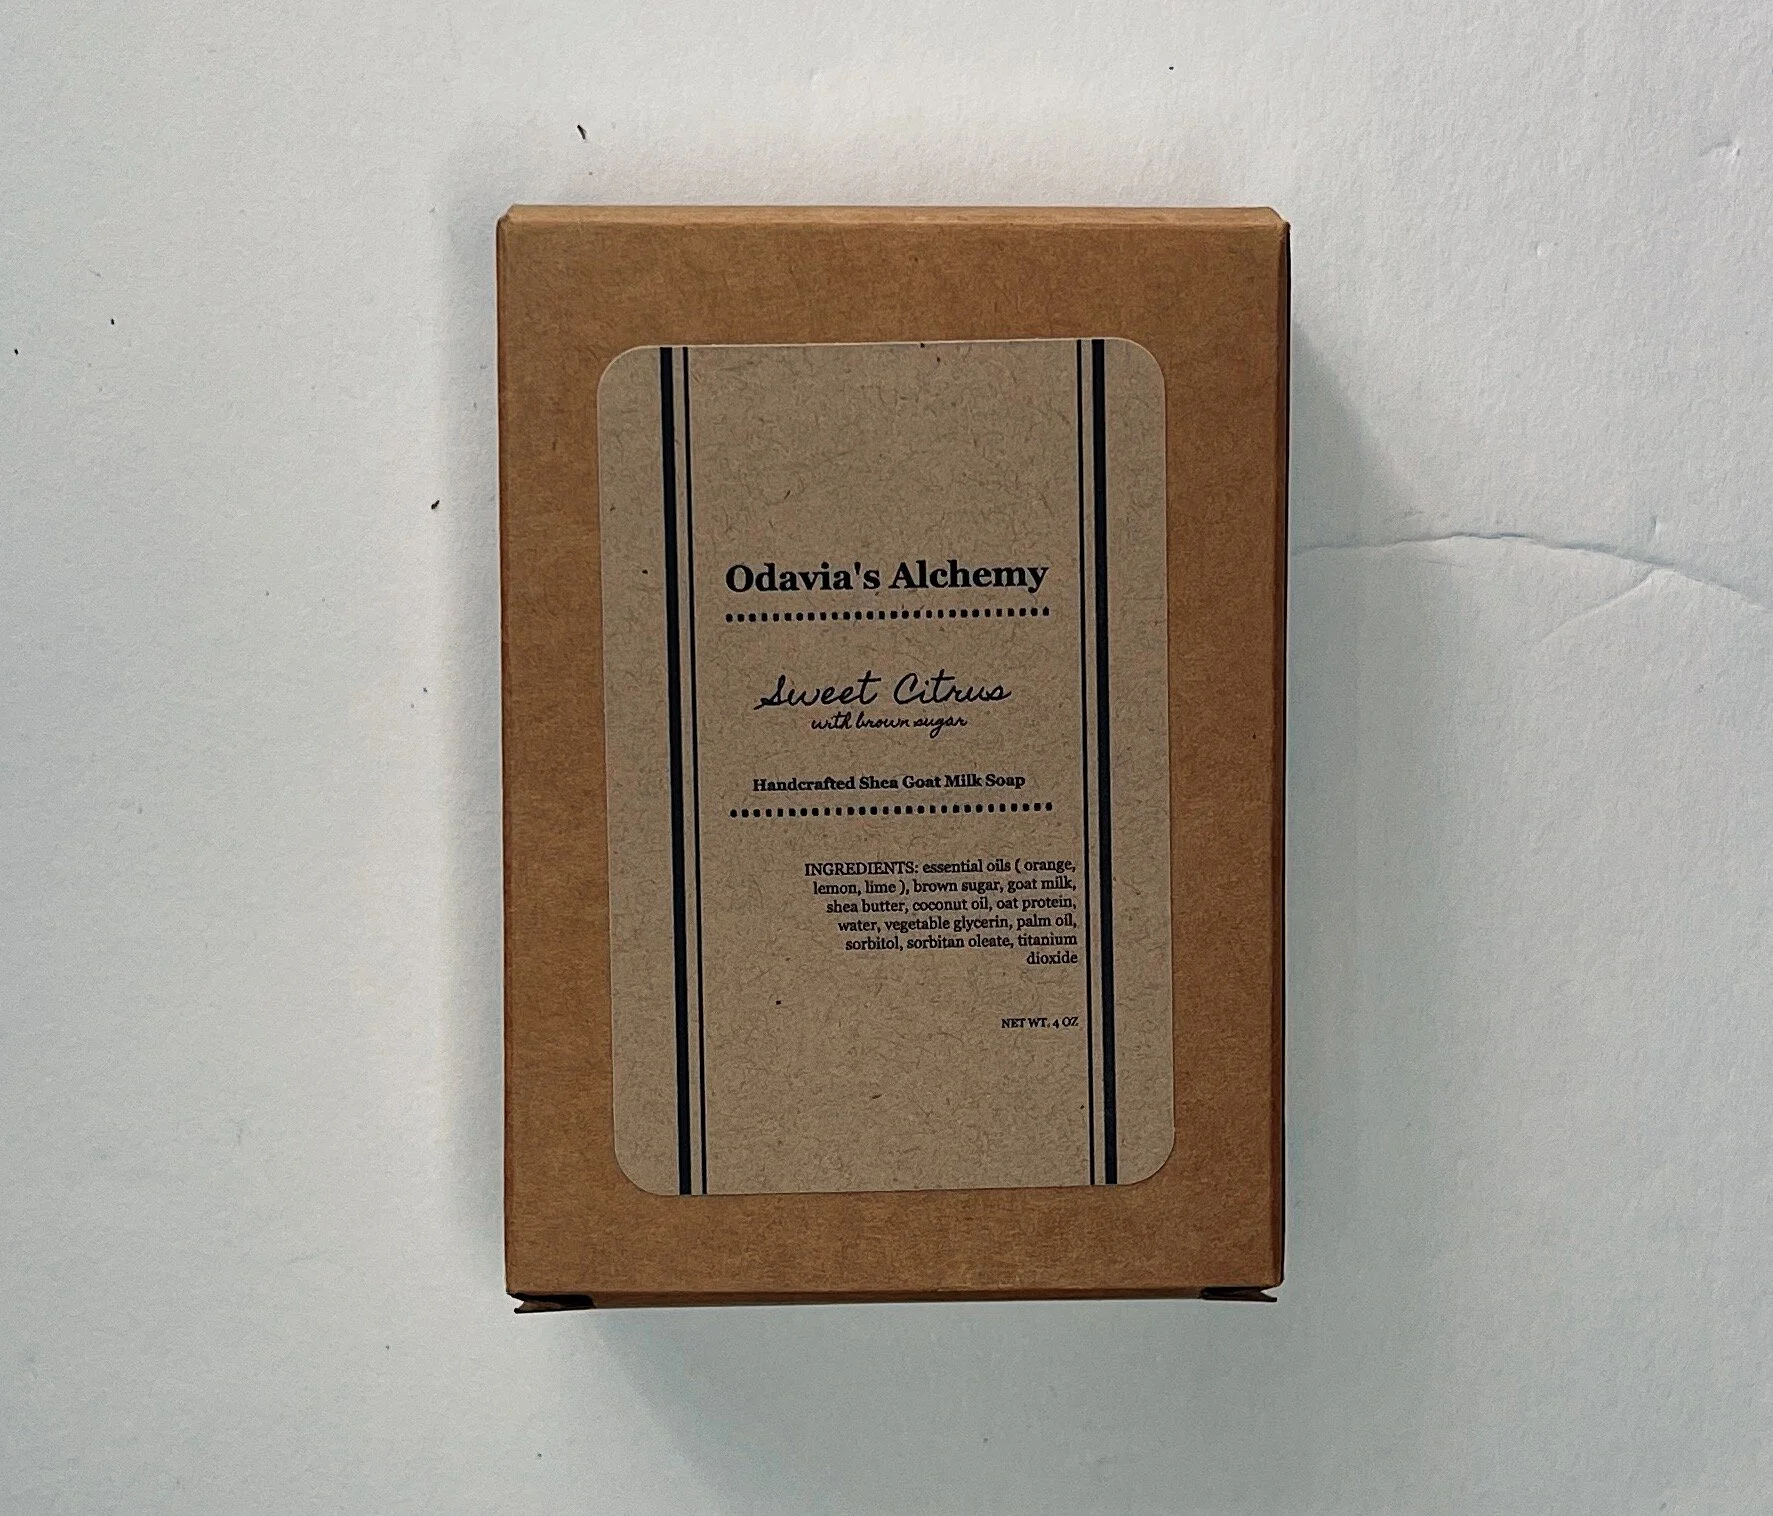 Odavia's Alchemy
Sweet Citrus
with brown sugar
Handcrafted Shea Goat Milk Soap
INGREDIENTS: essential oils ( orange,
lemon, lime ), brown sugar, goat milk,
shea butter, coconut oil, oat protein,
water, vegetable glycerin, palm oil,
sorbitol, sorbitan oleate, titanium
dioxide
NET WT. 4 OZ